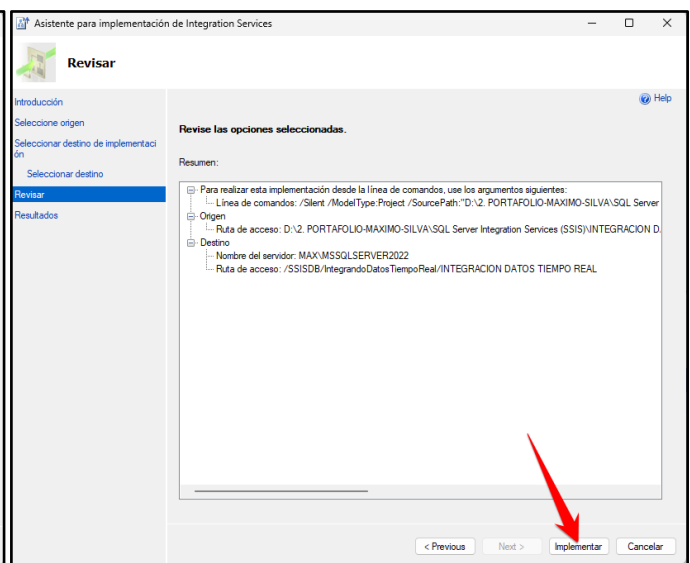 Asistente para implementación de Integration Services
Revisar
Help
Introducción
Seleccione origen
Seleccionar destino de implementaci
ón
Seleccionar destino
Revisar
Resultados
Revise las opciones seleccionadas.
Resumen:
Para realizar esta implementación desde la línea de comandos, use los argumentos siguientes:
Línea de comandos: /Silent /ModelType:Project /SourcePath:"D:\2. PORTAFOLIO-MAXIMO-SILVA\SQL Server
Origen
Ruta de acceso: D:\2. PORTAFOLIO-MAXIMO-SILVA\SQL Server Integration Services (SSIS)\INTEGRACION D.
Destino
Nombre del servidor: MAX\MSSQLSERVER2022
Ruta de acceso: /SSISDB/IntegrandoDatosTiempoReal/INTEGRACION DATOS TIEMPO REAL
< Previous Next > Implementar Cancelar